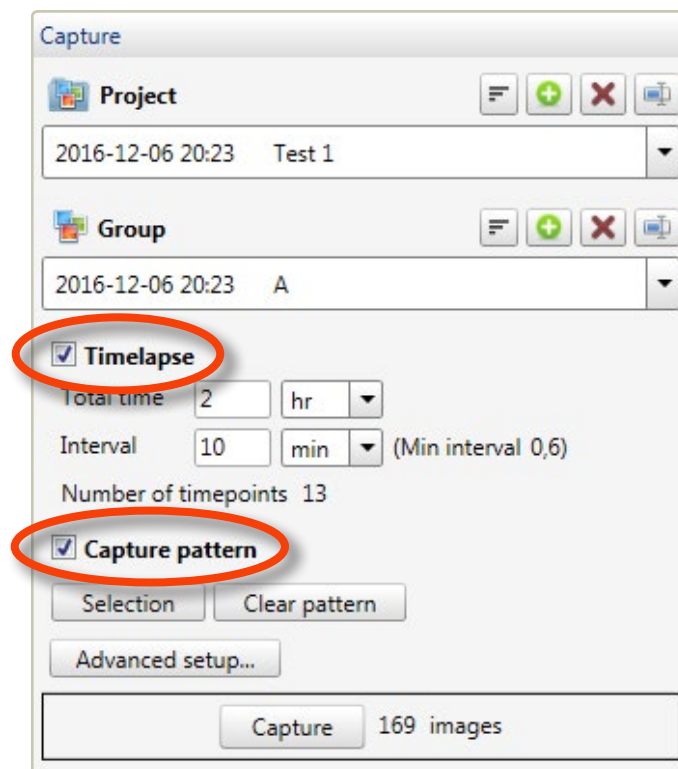 Capture
Project
2016-12-06 20:23 Test 1
Group
2016-12-06 20:23 A
Timelapse
Total time 2 hr
Interval 10 min (Min interval 0,6)
Number of timepoints 13
Capture pattern
Selection Clear pattern
Advanced setup...
Capture 169 images